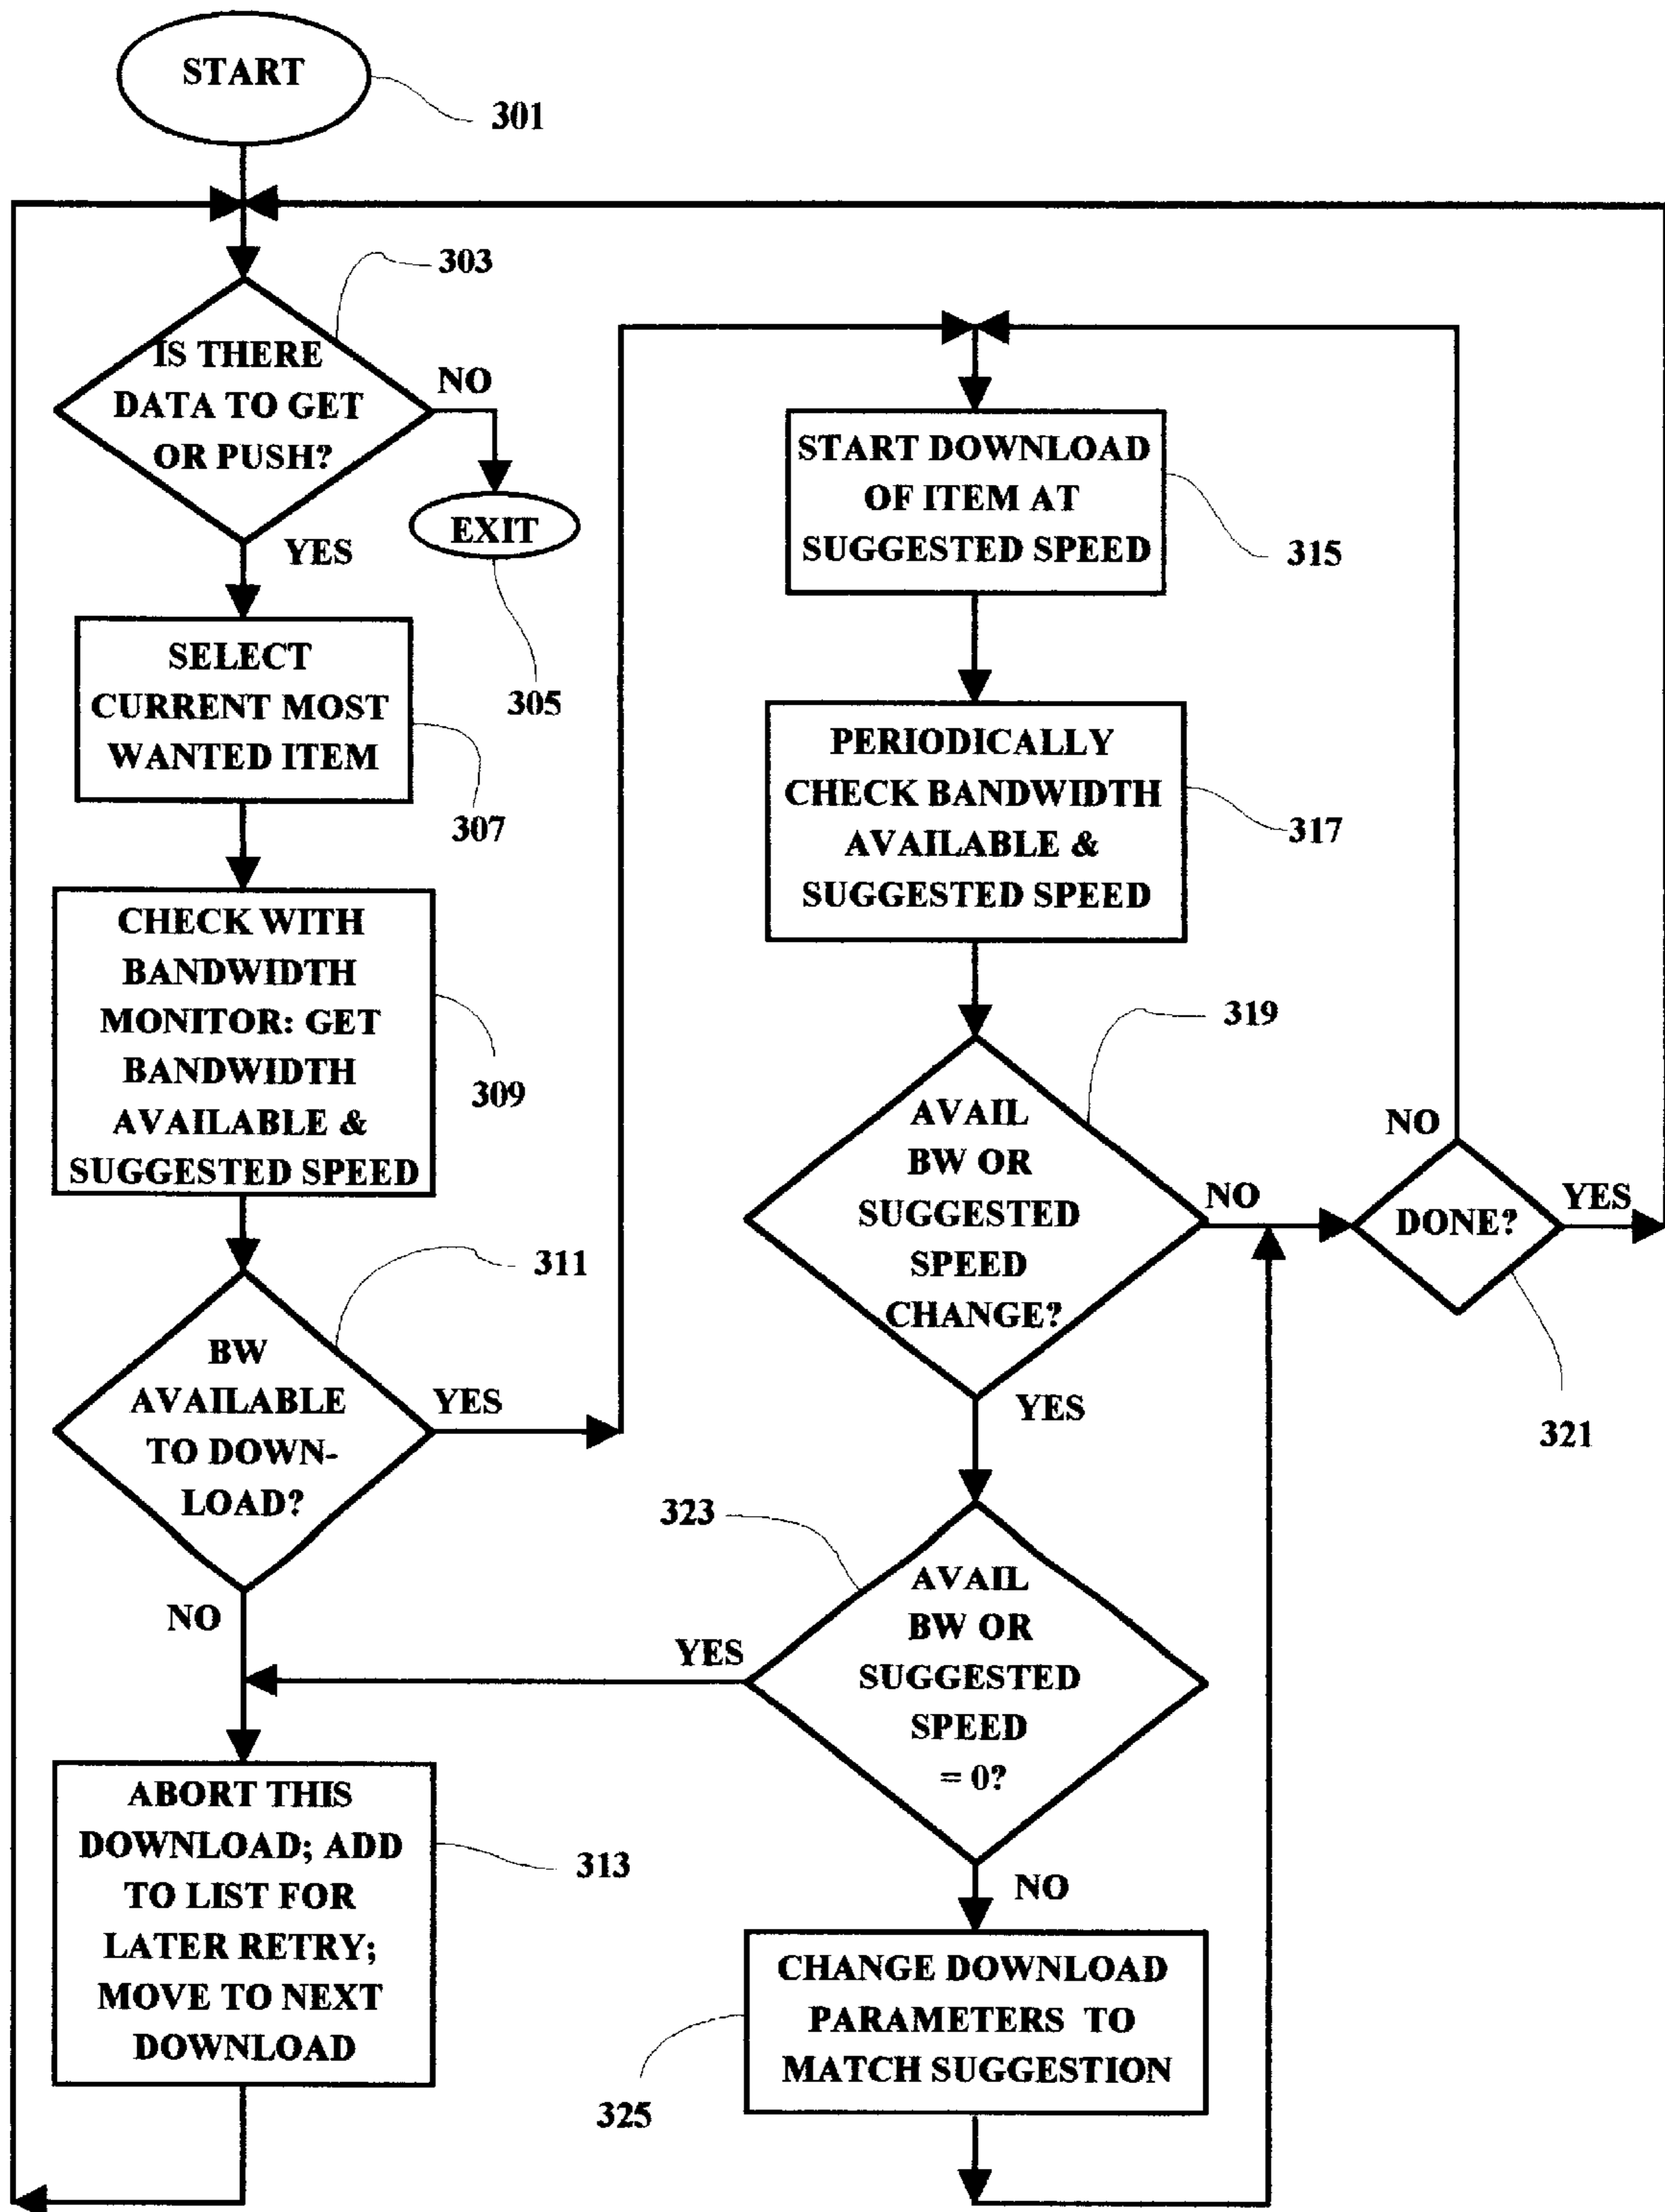 START
301
303
IS THERE
DATA TO GET
OR PUSH?
NO
EXIT
305
YES
SELECT
CURRENT MOST
WANTED ITEM
307
CHECK WITH
BANDWIDTH
MONITOR: GET
BANDWIDTH
AVAILABLE &
SUGGESTED SPEED
309
311
BW
AVAILABLE
TO DOWN-
LOAD?
YES
NO
ABORT THIS
DOWNLOAD; ADD
TO LIST FOR
LATER RETRY;
MOVE TO NEXT
DOWNLOAD
313
START DOWNLOAD
OF ITEM AT
SUGGESTED SPEED
315
PERIODICALLY
CHECK BANDWIDTH
AVAILABLE &
SUGGESTED SPEED
317
319
AVAIL
BW OR
SUGGESTED
SPEED
CHANGE?
NO
YES
NO
DONE?
YES
321
323
AVAIL
BW OR
SUGGESTED
SPEED
= 0?
YES
NO
CHANGE DOWNLOAD
PARAMETERS TO
MATCH SUGGESTION
325